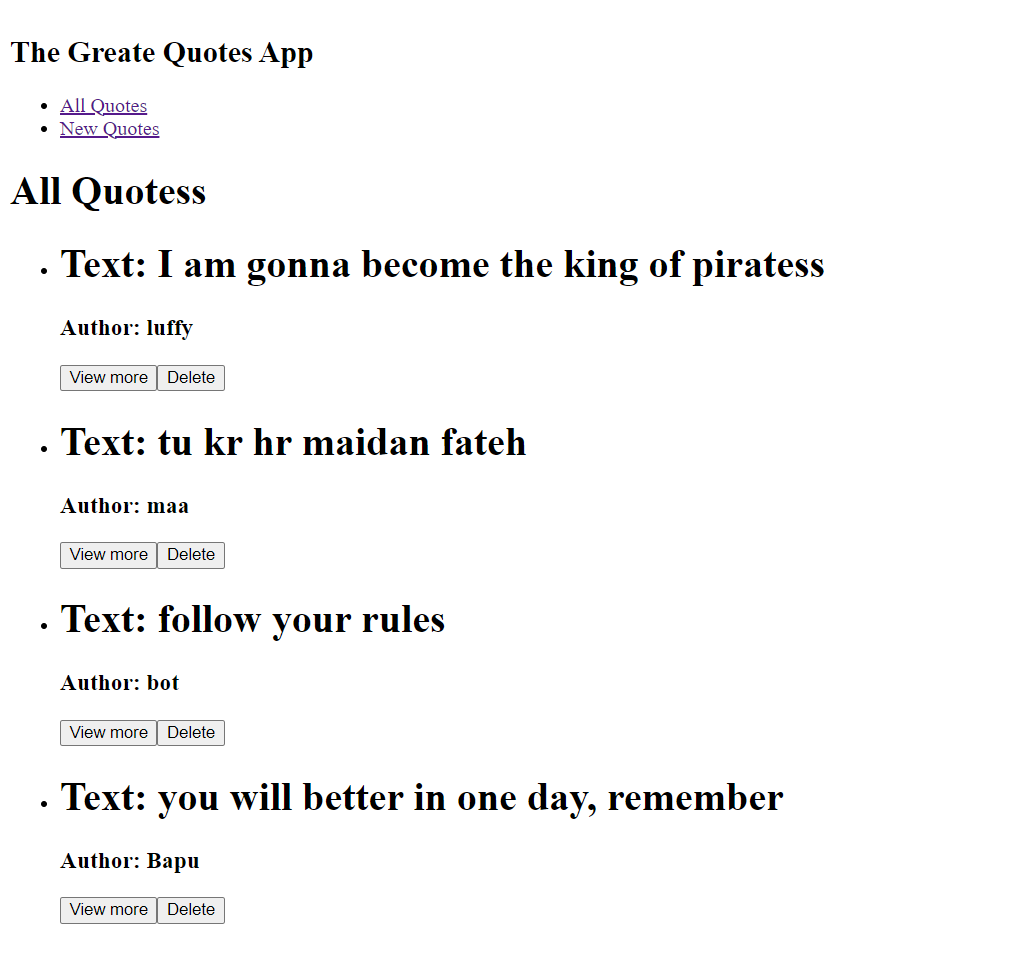 The Greate Quotes App
All Quotes
New Quotes
All Quotess
Text: I am gonna become the king of piratess
Author: luffy
View more Delete
Text: tu kr hr maidan fateh
Author: maa
View more Delete
Text: follow your rules
Author: bot
View more Delete
Text: you will better in one day, remember
Author: Bapu
View more Delete